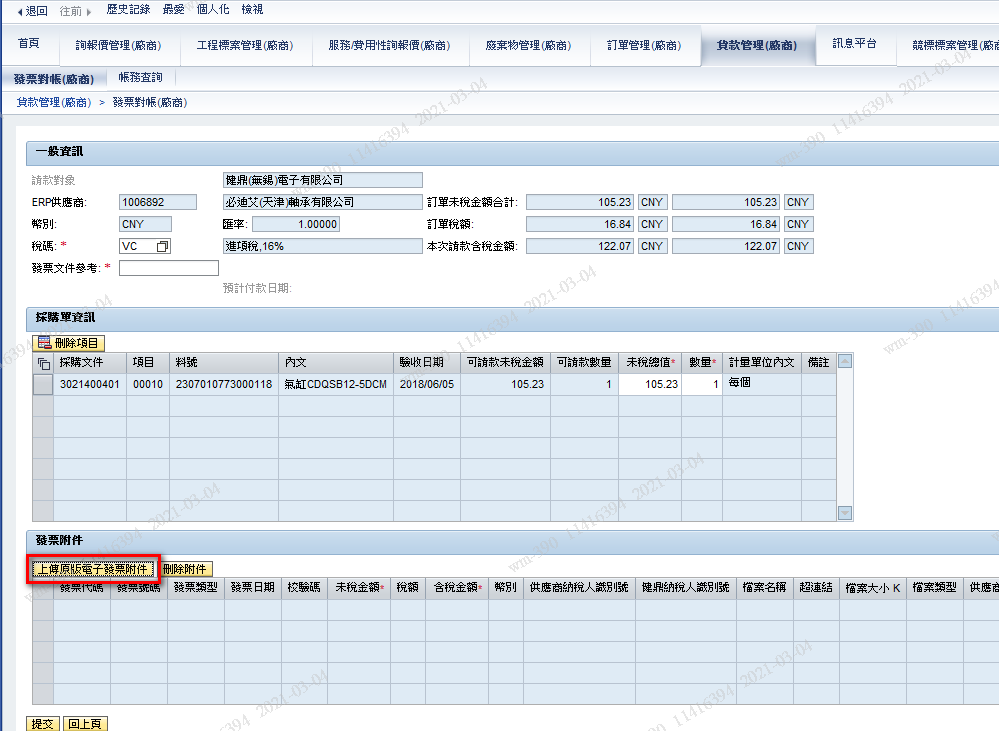 退回 往前 歷史記錄 最愛 個人化 檢視
首頁 詢報價管理(廠商) 工程標案管理(廠商) 服務/費用性詢報價(廠商) 廢棄物管理(廠商) 訂單管理(廠商) 貨款管理(廠商) 訊息平台 競標標案管理(廠商
發票對帳(廠商) 帳務查詢
貨款管理(廠商) > 發票對帳(廠商)
一般資訊
請款對象 健鼎(無錫)電子有限公司
ERP供應商: 1006892 必迪艾(天津)軸承有限公司 訂單未稅金額合計: 105.23 CNY 105.23 CNY
幣別: CNY 匯率: 1.00000 訂單稅額: 16.84 CNY 16.84 CNY
稅碼: * VC 進項稅,16% 本次請款含稅金額: 122.07 CNY 122.07 CNY
發票文件參考: *
預計付款日期:
採購單資訊
刪除項目
採購文件 項目 料號 內文 驗收日期 可請款未稅金額 可請款數量 未稅總值* 數量* 計量單位內文 備註
3021400401 00010 2307010773000118 氣缸CDQSB12-5DCM 2018/06/05 105.23 1 105.23 1 每個
發票附件
上傳原版電子發票附件 刪除附件
發票代碼 發票號碼 發票類型 發票日期 校驗碼 未稅金額* 稅額 含稅金額* 幣別 供應商納稅人識別號 健鼎納稅人識別號 檔案名稱 超連結 檔案大小 K 檔案類型 供應商
提交 回上頁
wm-390_11416394_2021-03-04